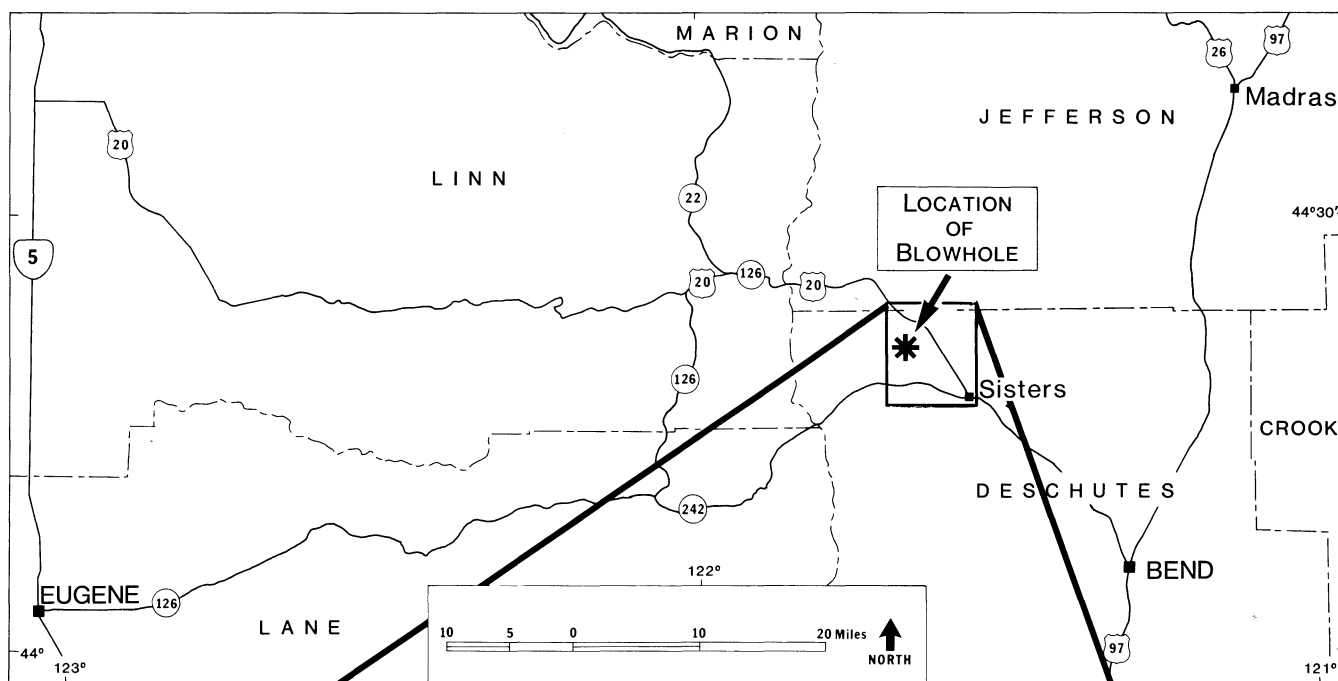 MARION
26
97
Madras
JEFFERSON
20
LINN
22
LOCATION
OF
BLOWHOLE
44°30'
5
20
126
20
126
Sisters
CROOK
DESCHUTES
242
122°
BEND
EUGENE
126
LANE
10 5 0 10 20 Miles
NORTH
97
44°
123°
121°